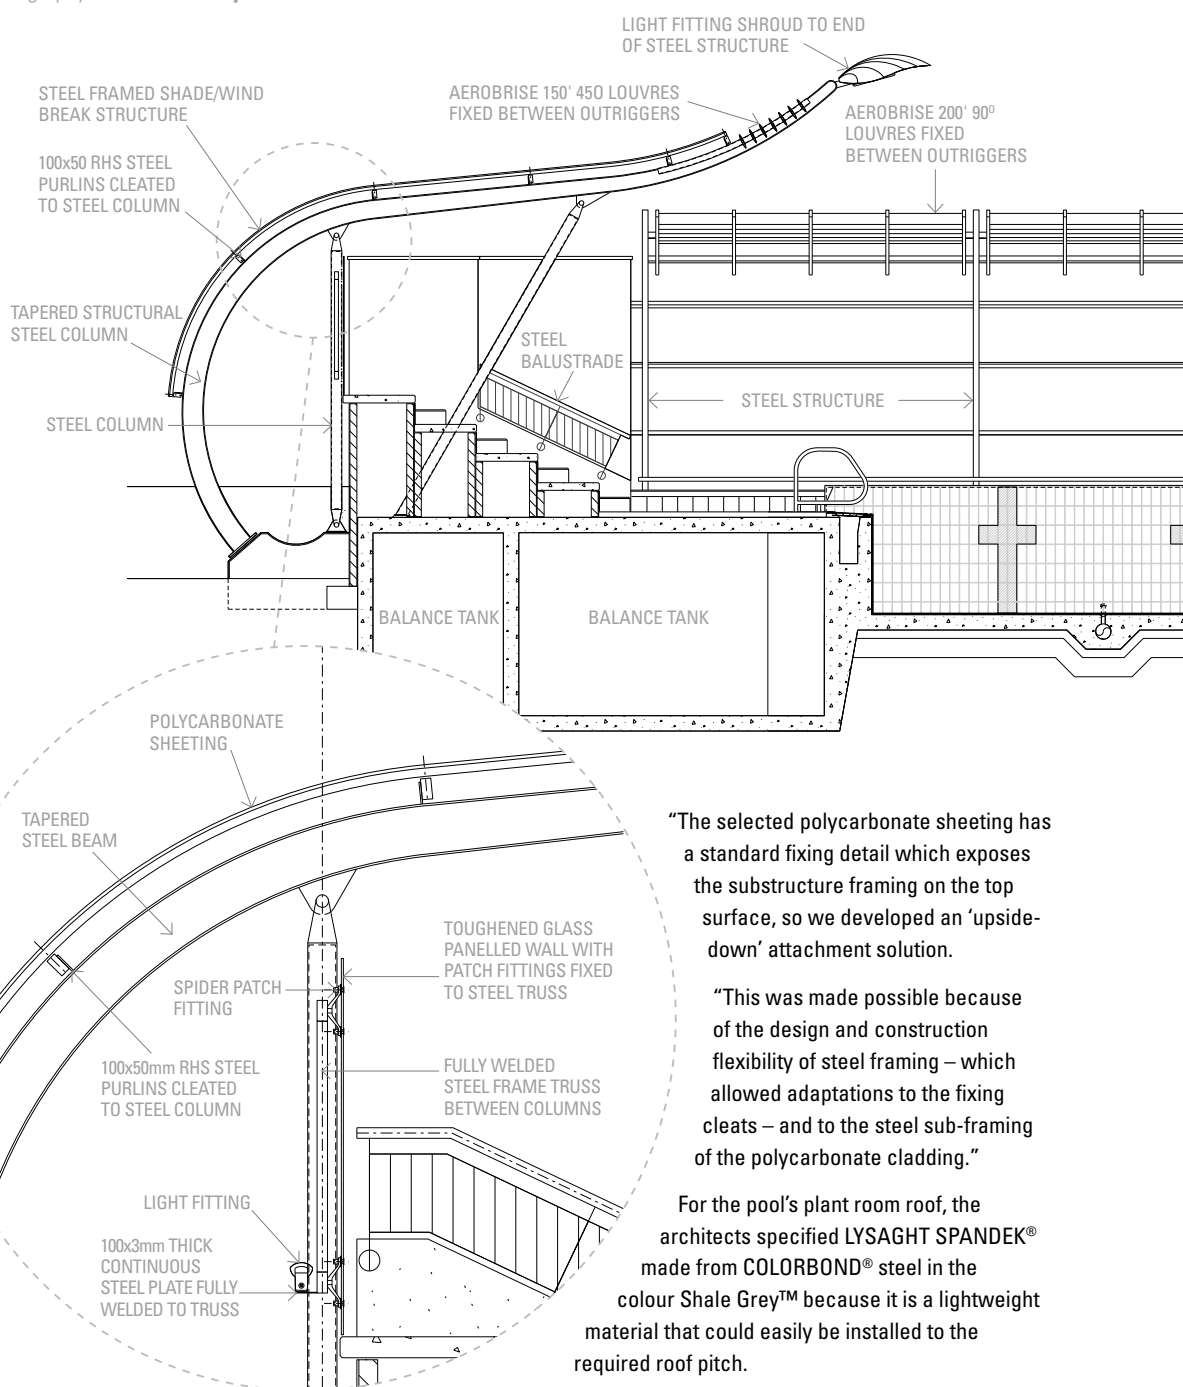 LIGHT FITTING SHROUD TO END
OF STEEL STRUCTURE
STEEL FRAMED SHADE/WIND
BREAK STRUCTURE
AEROBRISE 150' 45O LOUVRES
FIXED BETWEEN OUTRIGGERS
AEROBRISE 200' 90⁰
LOUVRES FIXED
BETWEEN OUTRIGGERS
100x50 RHS STEEL
PURLINS CLEATED
TO STEEL COLUMN
TAPERED STRUCTURAL
STEEL COLUMN
STEEL
BALUSTRADE
STEEL STRUCTURE
STEEL COLUMN
BALANCE TANK
BALANCE TANK
POLYCARBONATE
SHEETING
TAPERED
STEEL BEAM
TOUGHENED GLASS
PANELLED WALL WITH
PATCH FITTINGS FIXED
TO STEEL TRUSS
SPIDER PATCH
FITTING
100x50mm RHS STEEL
PURLINS CLEATED
TO STEEL COLUMN
FULLY WELDED
STEEL FRAME TRUSS
BETWEEN COLUMNS
LIGHT FITTING
100x3mm THICK
CONTINUOUS
STEEL PLATE FULLY
WELDED TO TRUSS
“The selected polycarbonate sheeting has
a standard fixing detail which exposes
the substructure framing on the top
surface, so we developed an ‘upside-
down’ attachment solution.
“This was made possible because
of the design and construction
flexibility of steel framing – which
allowed adaptations to the fixing
cleats – and to the steel sub-framing
of the polycarbonate cladding.”
For the pool’s plant room roof, the
architects specified LYSAGHT SPANDEK®
made from COLORBOND® steel in the
colour Shale Grey™ because it is a lightweight
material that could easily be installed to the
required roof pitch.